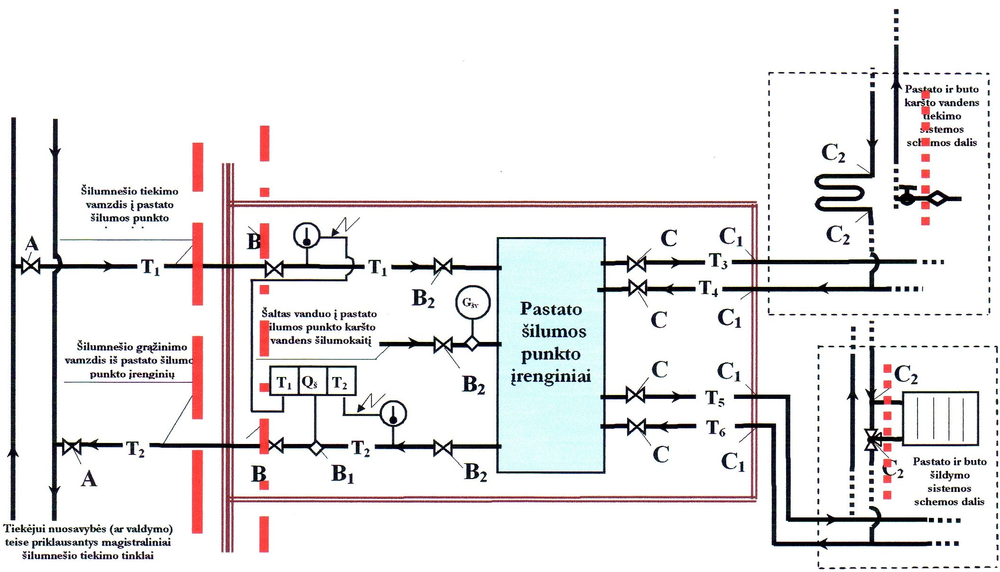 Pastato ir buto
karšto vandens
tiekimo
sistemos
schemos dalis
C2
C2
Šilumnešio tiekimo
vamzdis į pastato
šilumos punkto
A
B
T1
T1
B2
C
C1
T3
T4
C
C1
Gšv
Šaltas vanduo į pastato
ilumos punkto karšto
vandens šilumokaitį
B2
Pastato
šilumos
punkto
įrenginiai
Šilumnešio grąžinimo
vamzdis iš pastato šilumo
punkto įrenginių
T1 Qš T2
C
C1
T5
T6
C
C1
A
T2
B
T2
B1
B2
C2
C2
Pastato ir buto
šildymo
sistemos
schemos dalis
Tiekėjui nuosavybės (ar valdymo)
teise priklausantys magistraliniai
šilumnešio tiekimo tinklai